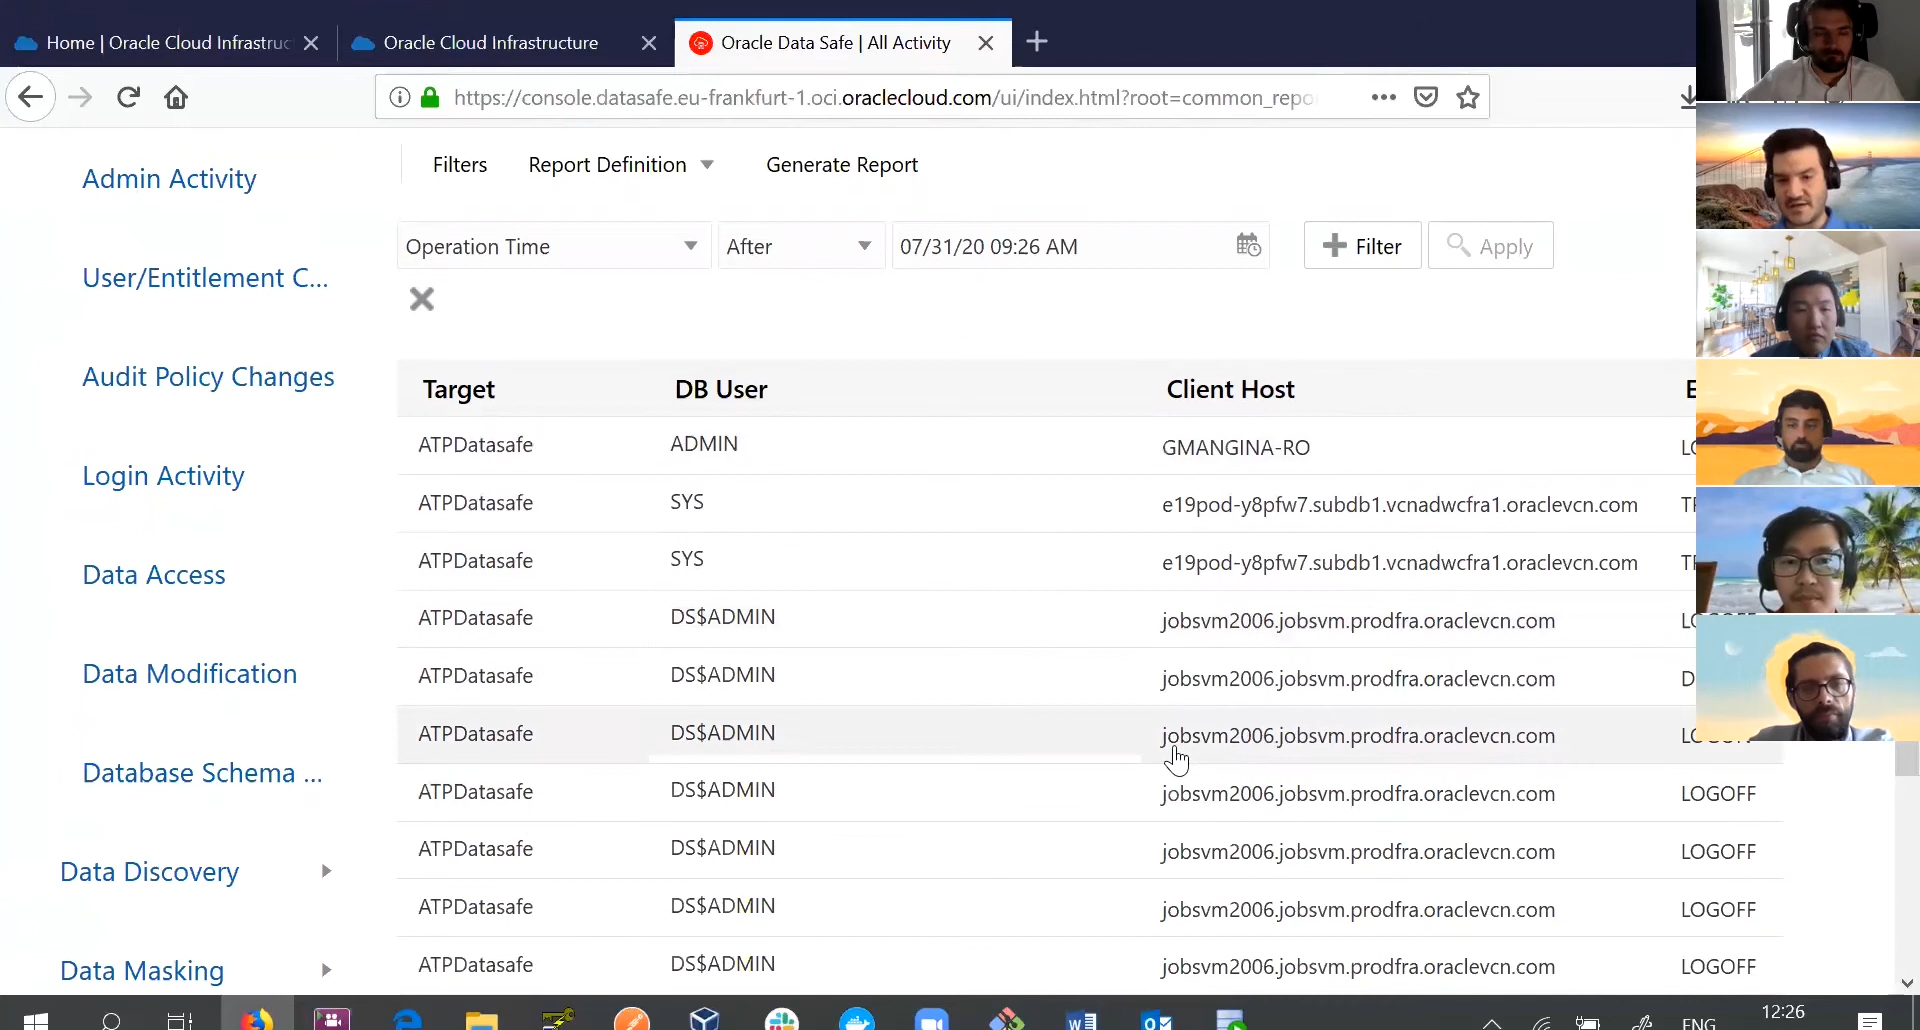 Home | Oracle Cloud Infrastruc
Oracle Cloud Infrastructure
Oracle Data Safe | All Activity
https://console.datasafe.eu-frankfurt-1.oci.oraclecloud.com/ui/index.html?root=common_repo
Admin Activity
User/Entitlement C...
Audit Policy Changes
Login Activity
Data Access
Data Modification
Database Schema ...
Data Discovery
Data Masking
Filters Report Definition Generate Report
Operation Time After 07/31/20 09:26 AM Filter Apply
Target DB User Client Host E
ATPDatasafe ADMIN GMANGINA-RO LO
ATPDatasafe SYS e19pod-y8pfw7.subdb1.vcnadwcfra1.oraclevcn.com
ATPDatasafe SYS e19pod-y8pfw7.subdb1.vcnadwcfra1.oraclevcn.com
ATPDatasafe DS$ADMIN jobsvm2006.jobsvm.prodfra.oraclevcn.com
ATPDatasafe DS$ADMIN jobsvm2006.jobsvm.prodfra.oraclevcn.com D
ATPDatasafe DS$ADMIN jobsvm2006.jobsvm.prodfra.oraclevcn.com
ATPDatasafe DS$ADMIN jobsvm2006.jobsvm.prodfra.oraclevcn.com LOGOFF
ATPDatasafe DS$ADMIN jobsvm2006.jobsvm.prodfra.oraclevcn.com LOGOFF
ATPDatasafe DS$ADMIN jobsvm2006.jobsvm.prodfra.oraclevcn.com LOGOFF
ATPDatasafe DS$ADMIN jobsvm2006.jobsvm.prodfra.oraclevcn.com LOGOFF
12:26
ENG